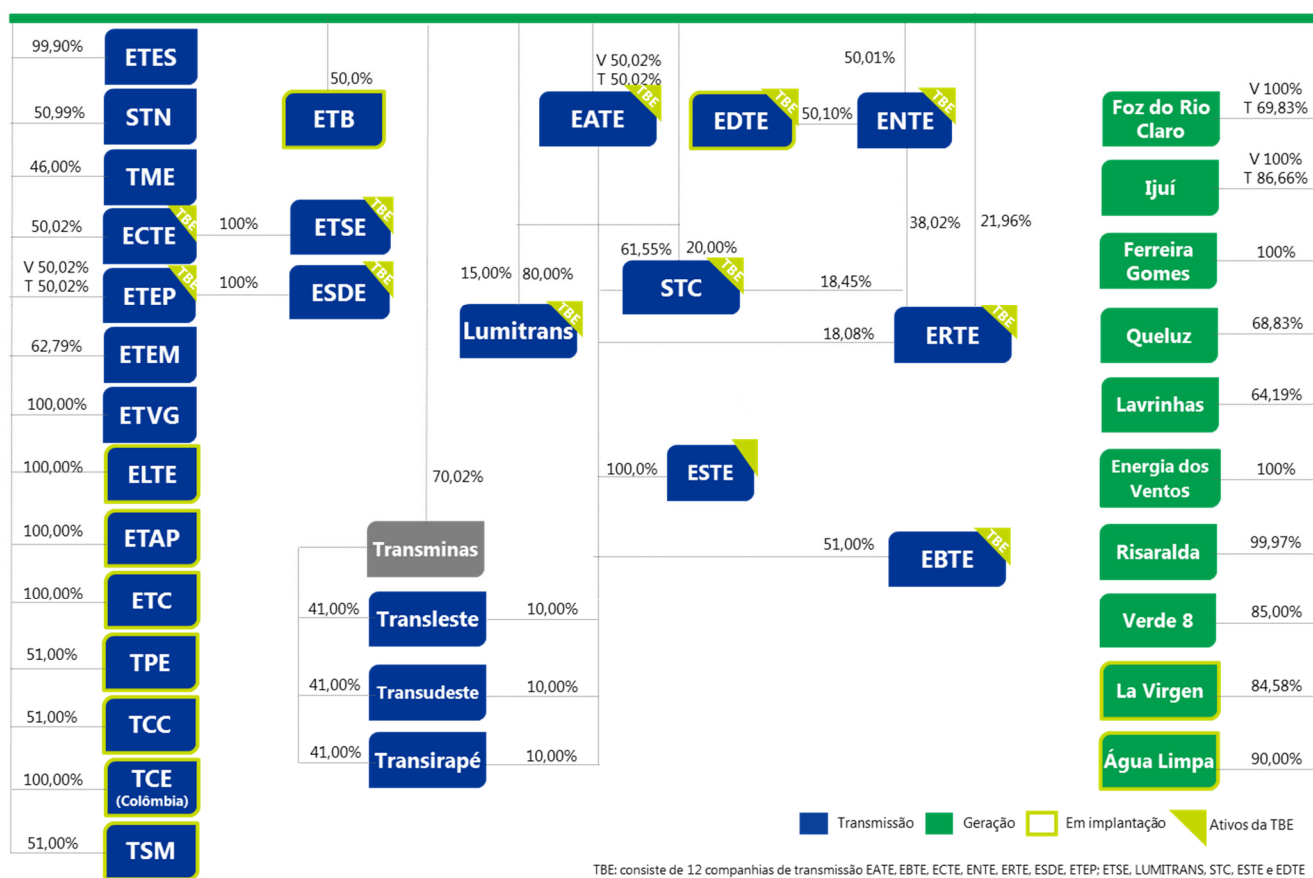 99,90%
ETES
50,99%
STN
46,00%
TME
50,02%
ECTE
TBE
100%
ETSE
TBE
V 50,02%
T 50,02%
ETEP
TBE
100%
ESDE
TBE
62,79%
ETEM
100,00%
ETVG
100,00%
ELTE
100,00%
ETAP
100,00%
ETC
51,00%
TPE
51,00%
TCC
100,00%
TCE
(Colômbia)
51,00%
TSM
50,0%
ETB
V 50,02%
T 50,02%
EATE
TBE
EDTE
TBE
50,10%
50,01%
ENTE
TBE
38,02%
21,96%
61,55%
20,00%
STC
TBE
18,45%
15,00%
80,00%
Lumitrans
TBE
18,08%
ERTE
TBE
70,02%
100,0%
ESTE
Transminas
51,00%
EBTE
TBE
41,00%
Transleste
10,00%
41,00%
Transudeste
10,00%
41,00%
Transirapé
10,00%
Foz do Rio
Claro
V 100%
T 69,83%
Ijuí
V 100%
T 86,66%
Ferreira
Gomes
100%
Queluz
68,83%
Lavrinhas
64,19%
Energia dos
Ventos
100%
Risaralda
99,97%
Verde 8
85,00%
La Virgen
84,58%
Água Limpa
90,00%
Transmissão
Geração
Em implantação
Ativos da TBE
TBE: consiste de 12 companhias de transmissão EATE, EBTE, ECTE, ENTE, ERTE, ESDE, ETEP; ETSE, LUMITRANS, STC, ESTE e EDTE